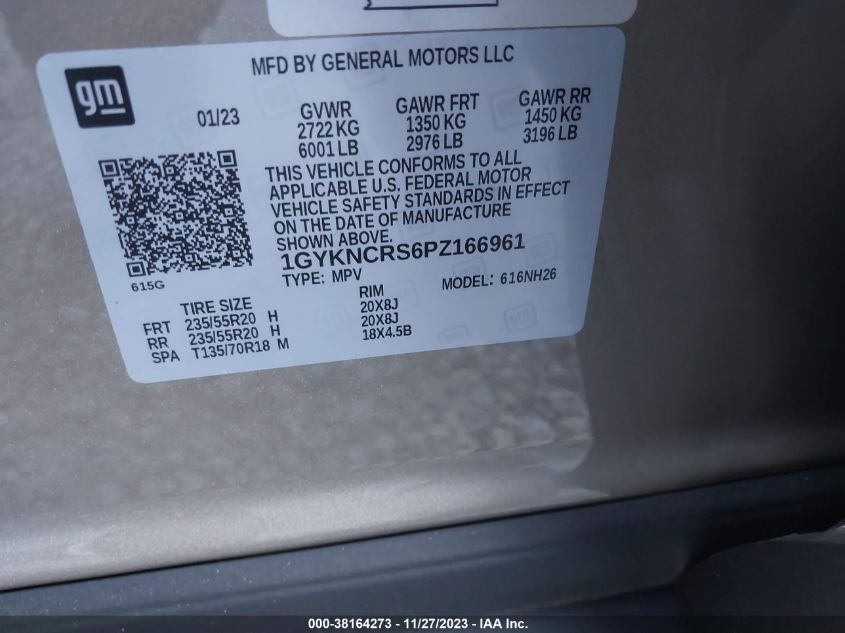 MFD BY GENERAL MOTORS LLC
gm
01/23
GVWR GAWR FRT GAWR RR
2722 KG 1350 KG 1450 KG
6001 LB 2976 LB 3196 LB
THIS VEHICLE CONFORMS TO ALL
APPLICABLE U.S. FEDERAL MOTOR
VEHICLE SAFETY STANDARDS IN EFFECT
ON THE DATE OF MANUFACTURE
SHOWN ABOVE.
1GYKNCRS6PZ166961
TYPE: MPV MODEL: 616NH26
615G
TIRE SIZE RIM
FRT 235/55R20 H 20X8J
RR 235/55R20 H 20X8J
SPA T135/70R18 M 18X4.5B
000-38164273 - 11/27/2023 - IAA Inc.